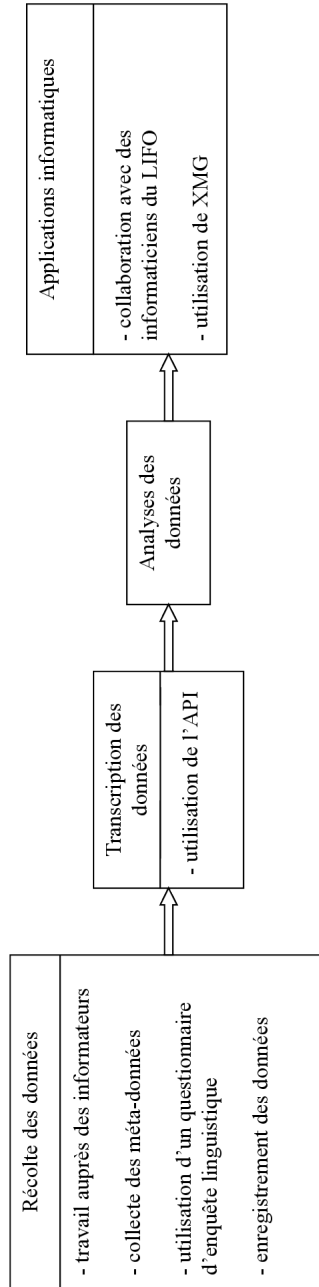 Récolte des données
- travail auprès des informateurs
- collecte des méta-données
- utilisation d'un questionnaire
d'enquête linguistique
- enregistrement des données
Transcription des
données
- utilisation de l'API
Analyses des
données
Applications informatiques
- collaboration avec des
informaticiens du LIFO
- utilisation de XMG